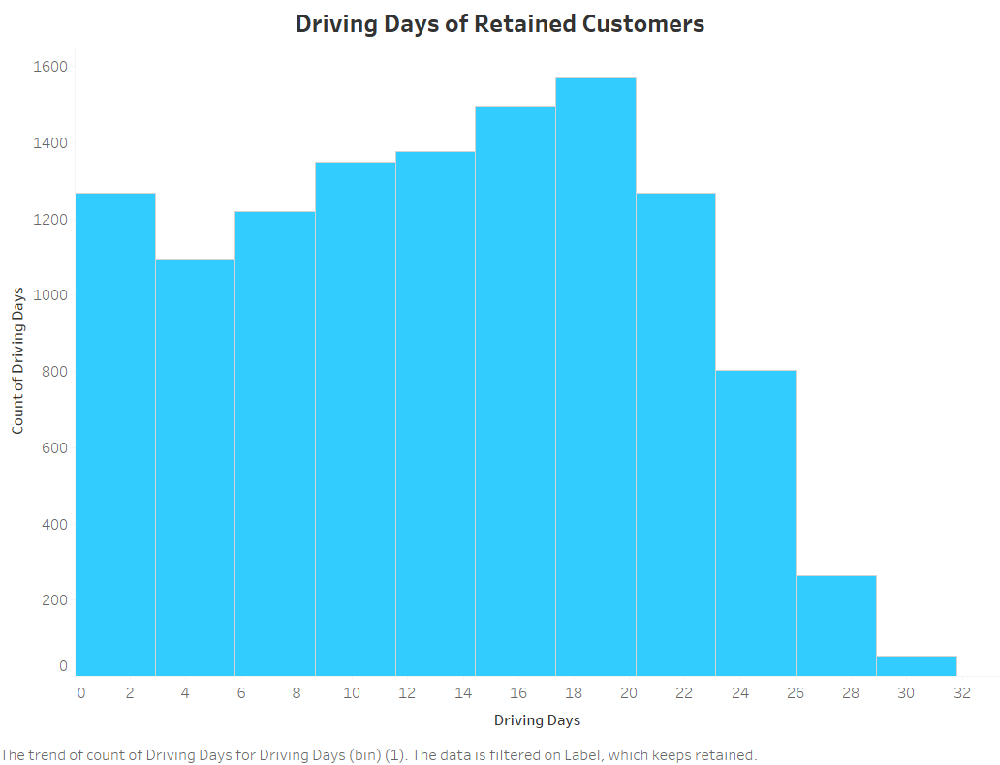 Driving Days of Retained Customers
1600
1400
1200
1000
800
600
400
200
0
Count of Driving Days
0 2 4 6 8 10 12 14 16 18 20 22 24 26 28 30 32
Driving Days
The trend of count of Driving Days for Driving Days (bin) (1). The data is filtered on Label, which keeps retained.